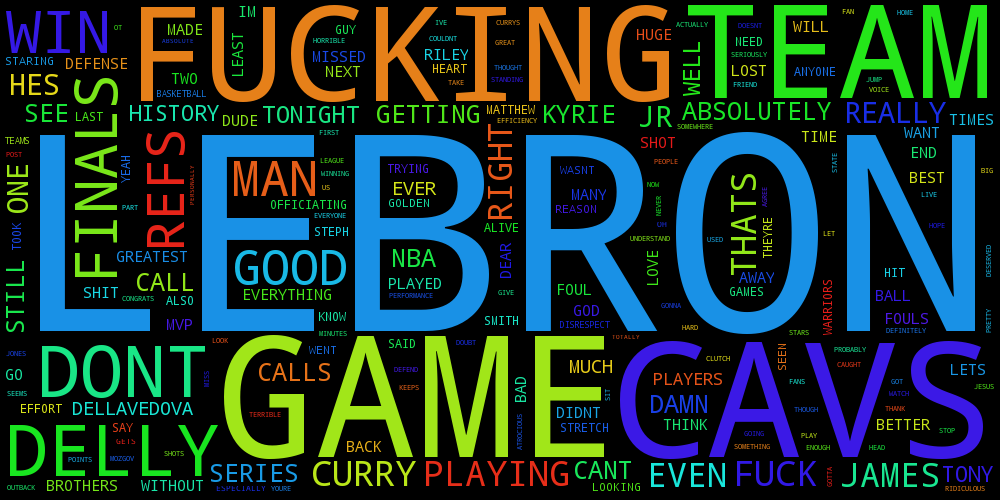 WIN
OT
STARING
DEFENSE
HES
SEE
LAST
FUCKING
MADE
ABSOLUTE
TWO
BASKETBALL
IM
LEAST
GUY
HORRIBLE
MISSED
NEXT
IVE
COULDNT
RILEY
HEART
TAKE
CURRYS
GREAT
THOUGHT
STANDING
HUGE
TEAM
WELL
ACTUALLY
DOESNT
NEED
SERIOUSLY
LOST
FRIEND
WILL
ANYONE
FAN
HOME
JUMP
VOICE
HISTORY
DUDE
TONIGHT
GETTING
MATTHEW
EFFICIENCY
KYRIE
JR
SOMEWHERE
ABSOLUTELY
REALLY
TIMES
TEAMS
POST
ONE
TOOK
STILL
FINALS
YEAH
PART
REFS
PERSONALLY
GREATEST
SHIT
CONGRATS
CALL
ALSO
MVP
LEBRON
FIRST
LEAGUE
WINNING
US
MAN
OFFICIATING
EVERYONE
STEPH
GOOD
EVERYTHING
KNOW
MINUTES
TRYING
EVER
GOLDEN
NBA
PLAYED
PERFORMANCE
RIGHT
ALIVE
DEAR
GIVE
SMITH
SHOT
PEOPLE
WASNT
MANY
REASON
NOW
NEVER
OH
UNDERSTAND
LOVE
FOUL
GOD
DISRESPECT
GONNA
HARD
USED
THATS
AGREE
THEYRE
AWAY
GAMES
STARS
LET
WARRIORS
TIME
STATE
WANT
END
BEST
LIVE
BIG
HOPE
HIT
BALL
FOULS
DEFINITELY
DESERVED
PRETTY
JONES
GO
SEEMS
EFFORT
DONT
DELLAVEDOVA
LOOK
MISS
WENT
CALLS
TERRIBLE
GAME
SAID
DOUBT
DEFEND
KEEPS
BACK
BAD
ATROCIOUS
TOTALLY
MUCH
SIT
DIDNT
STRETCH
CAVS
PLAYERS
CLUTCH
DAMN
THINK
GOING
SOMETHING
SEEN
FANS
THOUGH
PLAY
ENOUGH
PROBABLY
CAUGHT
GOT
WATCH
THANK
BETTER
HEAD
STOP
LETS
JESUS
DELLY
SAY
GETS
POINTS
MOZGOV
SHOTS
OUTBACK
BROTHERS
WITHOUT
SERIES
ESPECIALLY
YOURE
CURRY
PLAYING
CANT
LOOKING
EVEN
FUCK
GOTTA
JAMES
TONY
RIDICULOUS